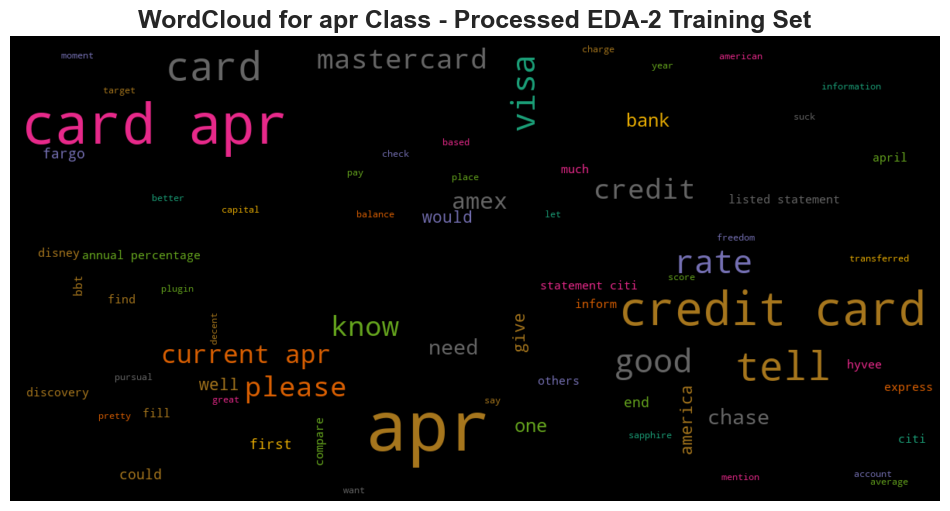 WordCloud for apr Class - Processed EDA-2 Training Set
moment
card
mastercard
visa
charge
year
american
information
target
card apr
bank
suck
fargo
check
based
april
pay
place
much
credit
listed statement
better
capital
balance
amex
would
let
disney
annual percentage
freedom
rate
transferred
bbt
plugin
find
statement citi
score
inform
credit card
decent
know
give
current apr
need
good
tell
hyvee
pursual
well
please
others
express
discovery
great
say
america
pretty
fill
apr
one
end
chase
first
compare
sapphire
citi
could
want
mention
account
average